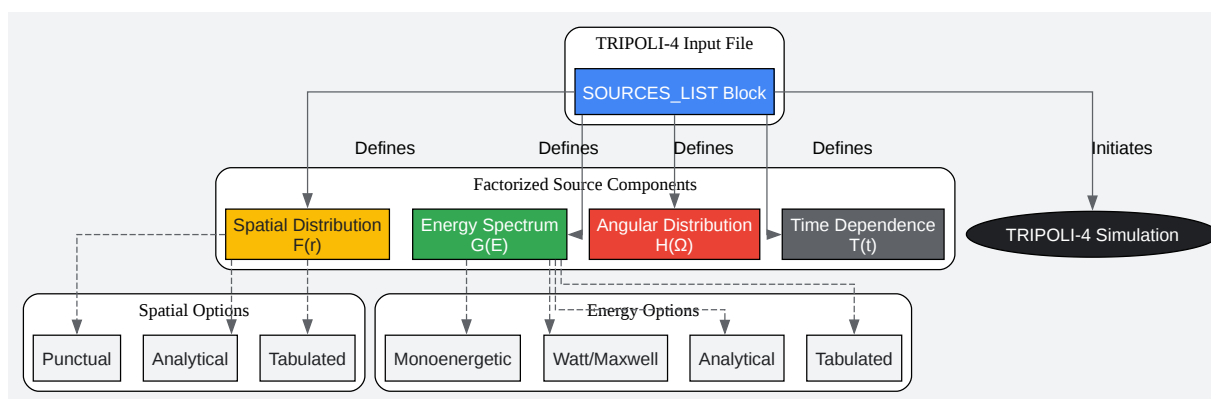 TRIPOLI-4 Input File
SOURCES_LIST Block
Defines
Defines
Defines
Defines
Initiates
Factorized Source Components
Spatial Distribution
F(r)
Energy Spectrum
G(E)
Angular Distribution
H(Ω)
Time Dependence
T(t)
TRIPOLI-4 Simulation
Spatial Options
Punctual
Analytical
Tabulated
Energy Options
Monoenergetic
Watt/Maxwell
Analytical
Tabulated